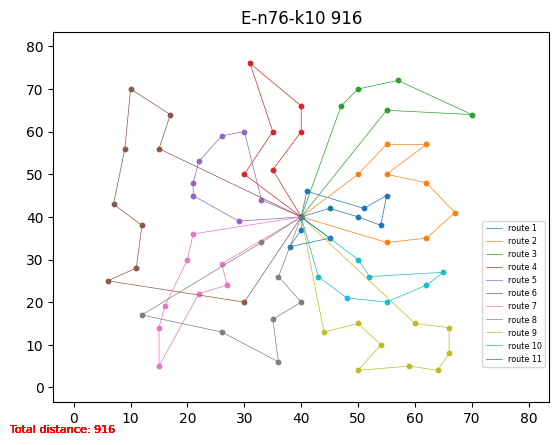 E-n76-k10 916
80
70
60
50
40
30
20
10
0
route 1
route 2
route 3
route 4
route 5
route 6
route 7
route 8
route 9
route 10
route 11
0 10 20 30 40 50 60 70 80
Total distance: 916